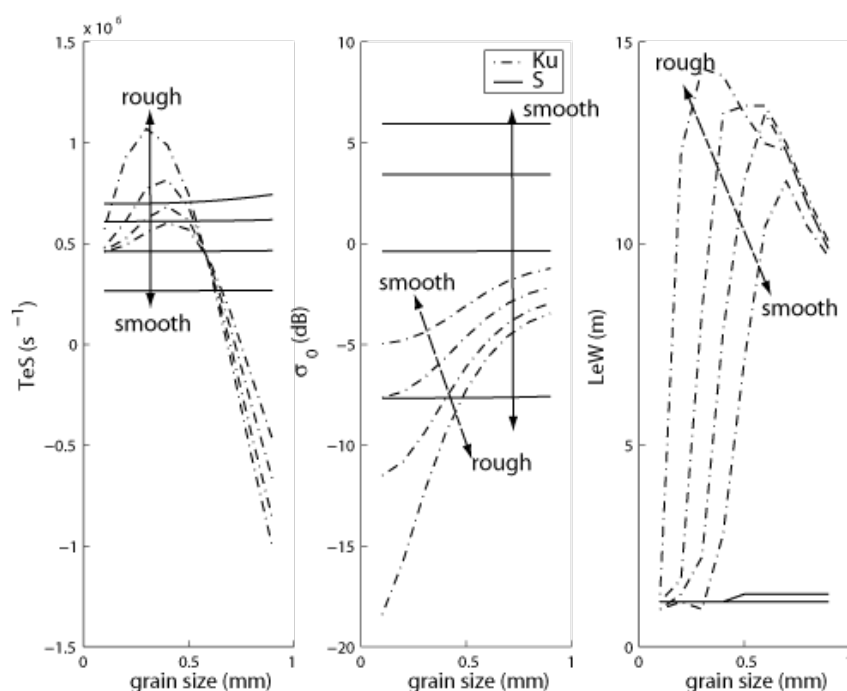 x 10⁶
1.5
1
0.5
0
-0.5
-1
-1.5
0
0.5
1
TeS (s⁻¹)
grain size (mm)
rough
smooth
10
5
0
-5
-10
-15
-20
0
0.5
1
σ₀ (dB)
grain size (mm)
Ku
S
smooth
smooth
rough
15
10
5
0
0
0.5
1
LeW (m)
grain size (mm)
rough
smooth